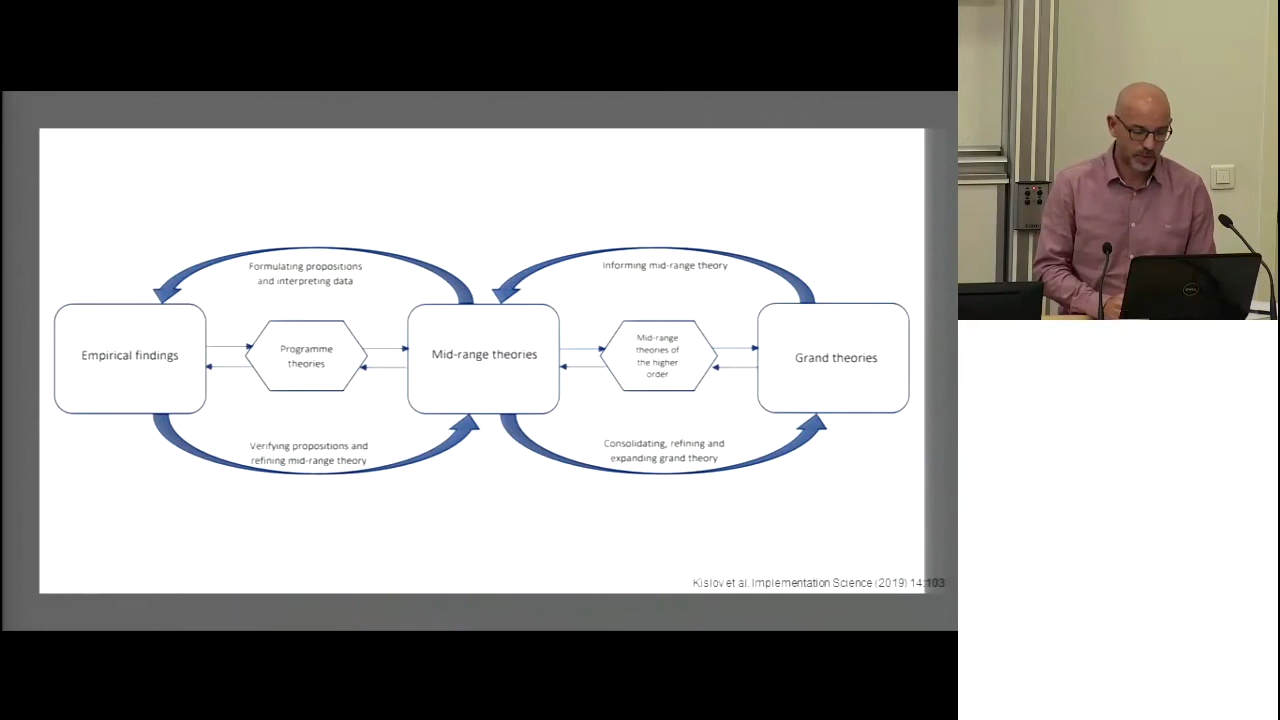 Formulating propositions
and interpreting data
Informing mid-range theory
Empirical findings
Programme
theories
Mid-range theories
Mid-range
theories of
the higher
order
Grand theories
Verifying propositions and
refining mid-range theory
Consolidating, refining and
expanding grand theory
Kislov et al. Implementation Science (2019) 14:103
DELL